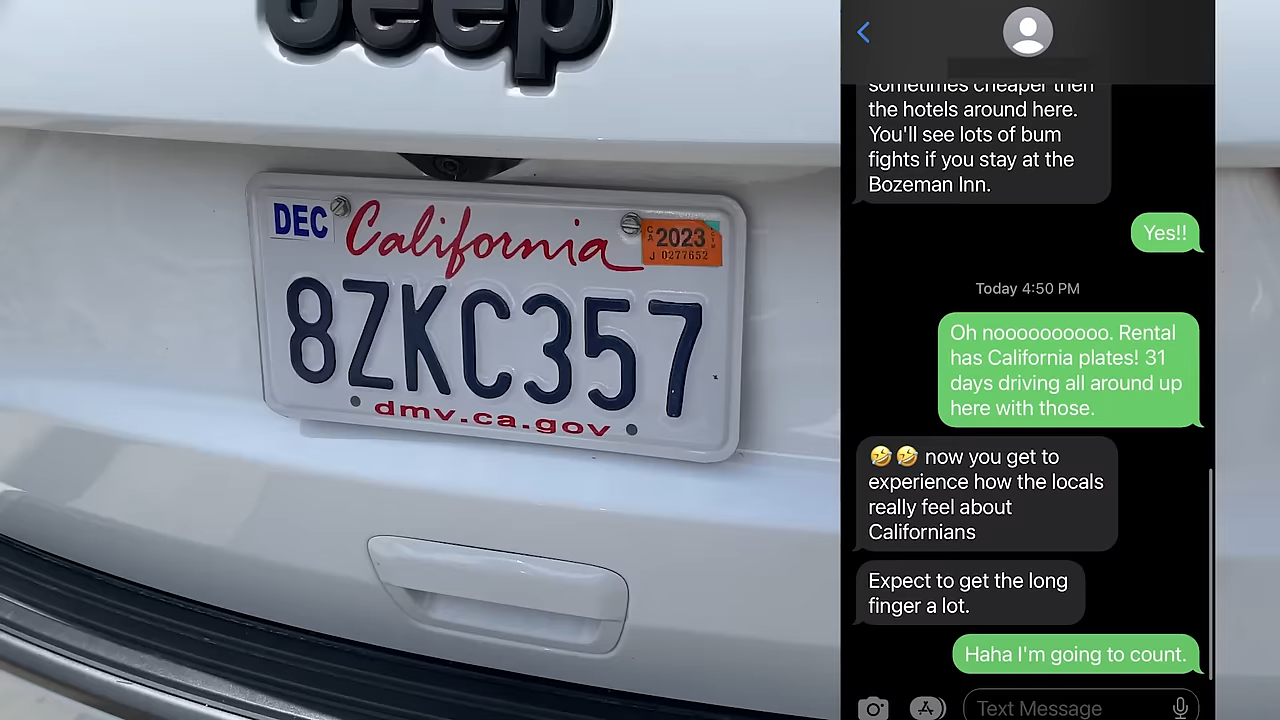 Jeep
DEC
California
CA
2023
CYM
J 0277652
8ZKC357
dmv.ca.gov
sometimes cheaper then
the hotels around here.
You'll see lots of bum
fights if you stay at the
Bozeman Inn.
Yes!!
Today 4:50 PM
Oh noooooooooo. Rental
has California plates! 31
days driving all around up
here with those.
🤣🤣 now you get to
experience how the locals
really feel about
Californians
Expect to get the long
finger a lot.
Haha I'm going to count.
Text Message